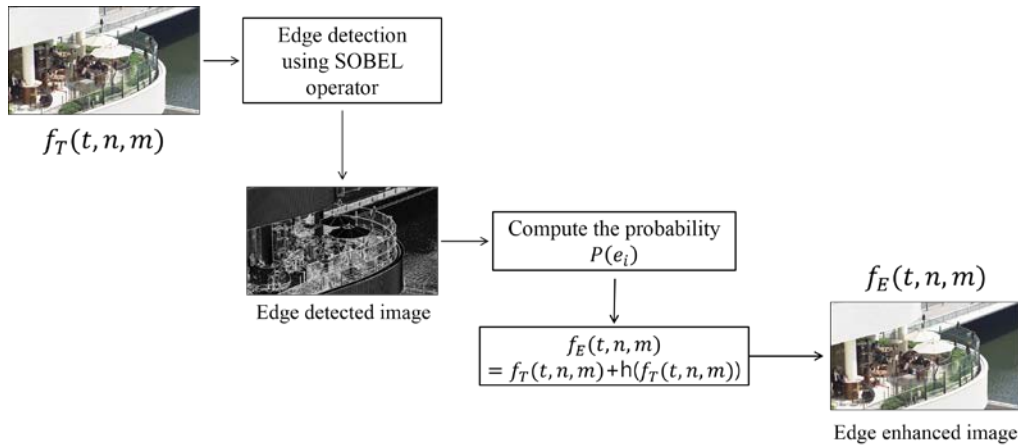 Edge detection
using SOBEL
operator
f_T(t, n, m)
Edge detected image
Compute the probability
P(e_i)
f_E(t, n, m)
= f_T(t, n, m)+h(f_T(t, n, m))
f_E(t, n, m)
Edge enhanced image